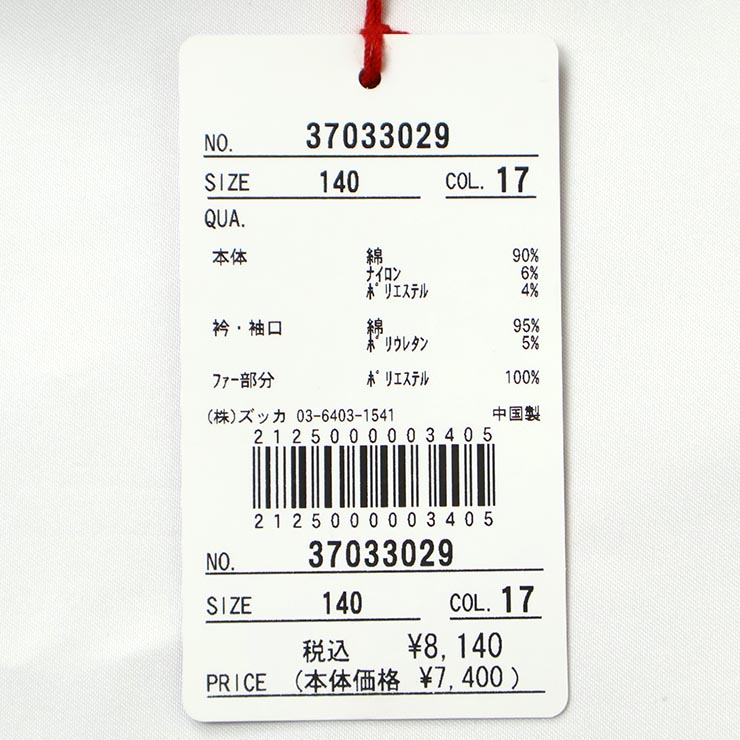 NO. 37033029
SIZE 140 COL. 17
QUA.
本体 綿 90%
ナイロン 6%
ポリエステル 4%
衿・袖口 綿 95%
ポリウレタン 5%
ファー部分 ポリエステル 100%
(株)ズッカ 03-6403-1541 中国製
2125000003405
2125000003405
NO. 37033029
SIZE 140 COL. 17
税込 ¥8,140
PRICE (本体価格 ¥7,400)